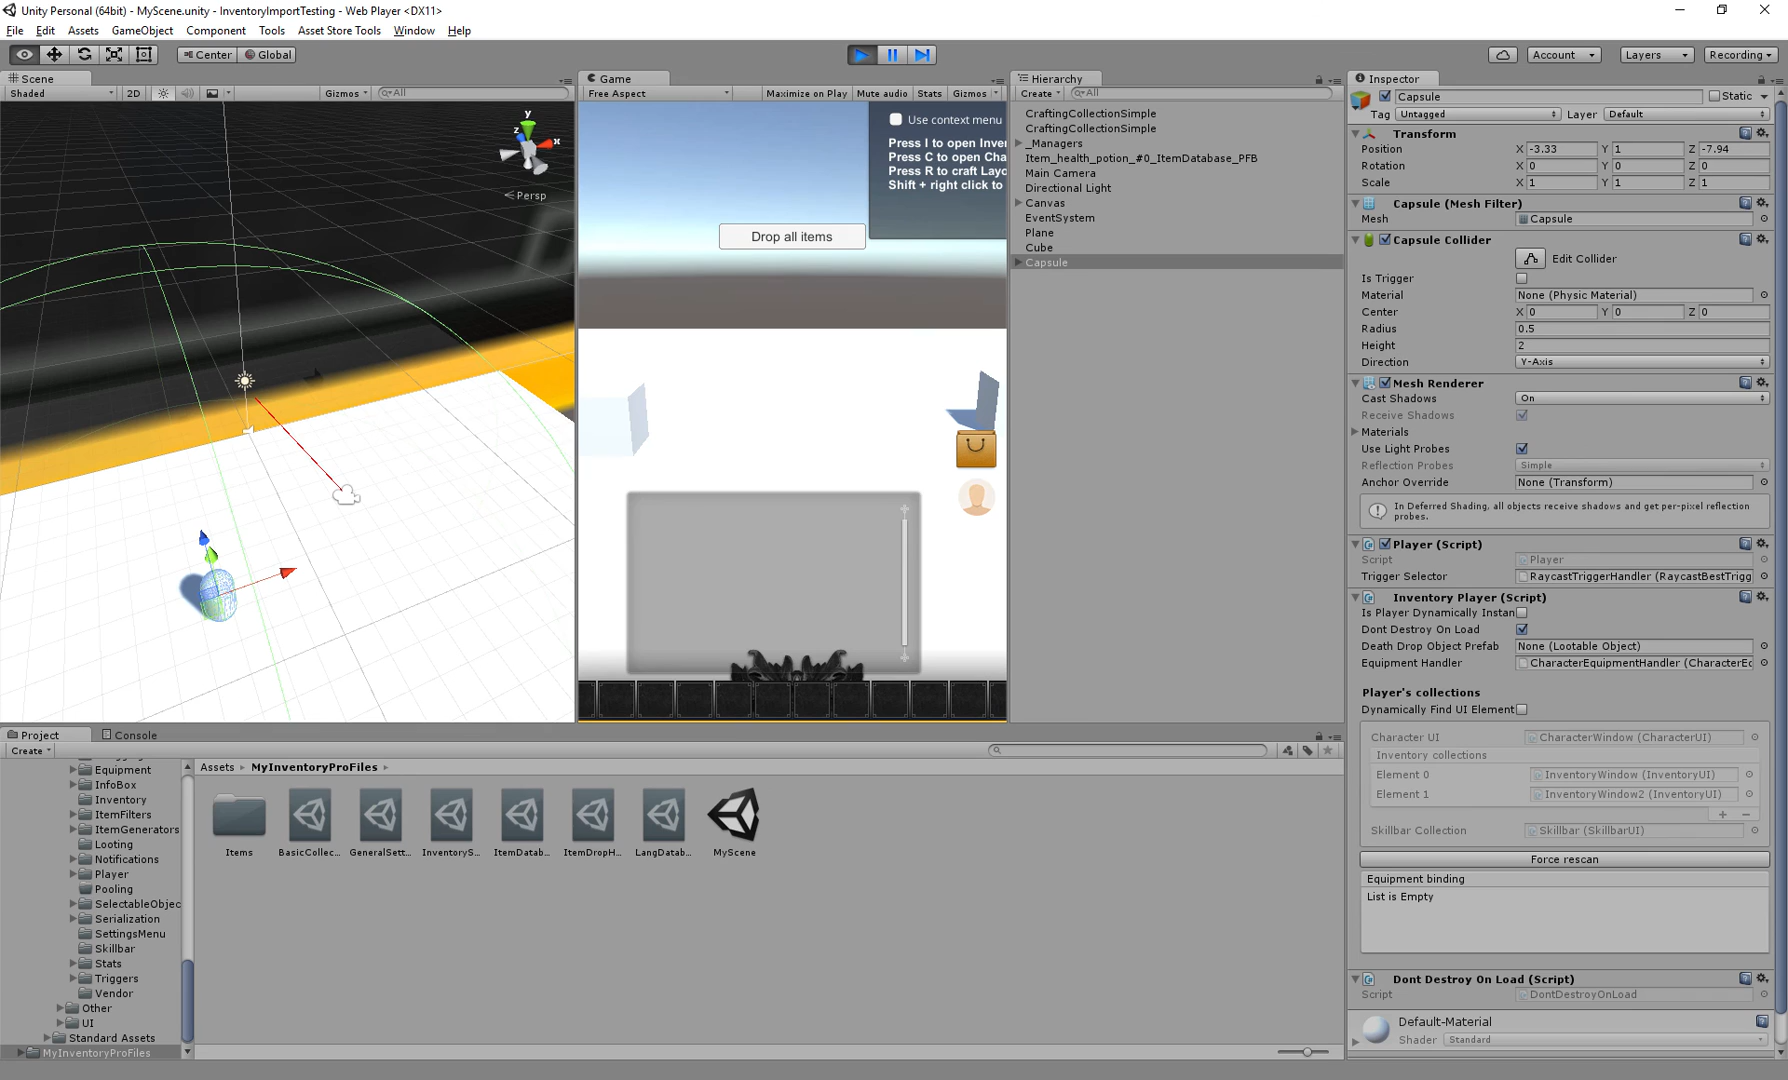 Unity Personal (64bit) - MyScene.unity - InventoryImportTesting - Web Player <DX11>
File Edit Assets GameObject Component Tools Asset Store Tools Window Help
Center Global
Account
Layers
Recording
Scene
Shaded 2D Gizmos All
y
z
x
Persp
Game
Free Aspect Maximize on Play Mute audio Stats Gizmos
Use context menu
Press I to open Inve
Press C to open Cha
Press R to craft Layo
Shift + right click to
Drop all items
Hierarchy
Create All
CraftingCollectionSimple
CraftingCollectionSimple
_Managers
Item_health_potion_#0_ItemDatabase_PFB
Main Camera
Directional Light
Canvas
EventSystem
Plane
Cube
Capsule
Inspector
Capsule Static
Tag Untagged Layer Default
Transform
Position X -3.33 Y 1 Z -7.94
Rotation X 0 Y 0 Z 0
Scale X 1 Y 1 Z 1
Capsule (Mesh Filter)
Mesh Capsule
Capsule Collider
Edit Collider
Is Trigger
Material None (Physic Material)
Center X 0 Y 0 Z 0
Radius 0.5
Height 2
Direction Y-Axis
Mesh Renderer
Cast Shadows On
Receive Shadows
Materials
Use Light Probes
Reflection Probes Simple
Anchor Override None (Transform)
In Deferred Shading, all objects receive shadows and get per-pixel reflection
probes.
Player (Script)
Script Player
Trigger Selector RaycastTriggerHandler (RaycastBestTrigg
Inventory Player (Script)
Is Player Dynamically Instan
Dont Destroy On Load
Death Drop Object Prefab None (Lootable Object)
Equipment Handler CharacterEquipmentHandler (CharacterEc
Player's collections
Dynamically Find UI Element
Character UI CharacterWindow (CharacterUI)
Inventory collections
Element 0 InventoryWindow (InventoryUI)
Element 1 InventoryWindow2 (InventoryUI)
Skillbar Collection Skillbar (SkillbarUI)
Force rescan
Equipment binding
List is Empty
Dont Destroy On Load (Script)
Script DontDestroyOnLoad
Default-Material
Shader Standard
Project Console
Create
Equipment
InfoBox
Inventory
ItemFilters
ItemGenerators
Looting
Notifications
Player
Pooling
SelectableObjec
Serialization
SettingsMenu
Skillbar
Stats
Triggers
Vendor
Other
UI
Standard Assets
MyInventoryProFiles
Assets MyInventoryProFiles
Items BasicCollec... GeneralSett... InventoryS... ItemDatab... ItemDropH... LangDatab... MyScene